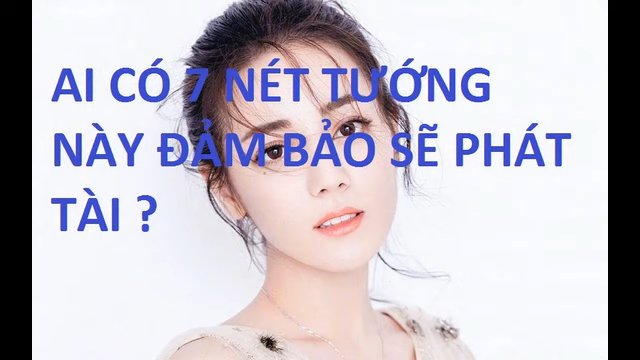 AI CÓ 7 NÉT TƯỚNG
NÀY ĐẢM BẢO SẼ PHÁT
TÀI ?